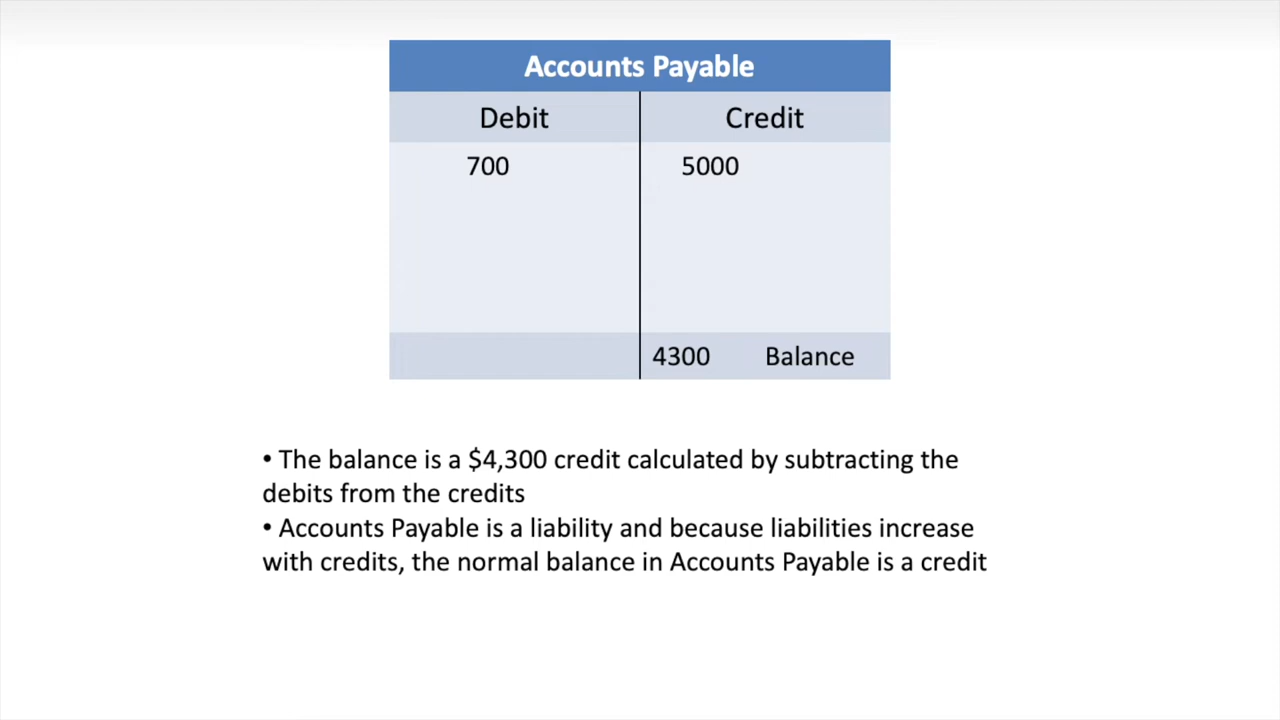 Accounts Payable
Debit Credit
700 5000
4300 Balance
• The balance is a $4,300 credit calculated by subtracting the
debits from the credits
• Accounts Payable is a liability and because liabilities increase
with credits, the normal balance in Accounts Payable is a credit